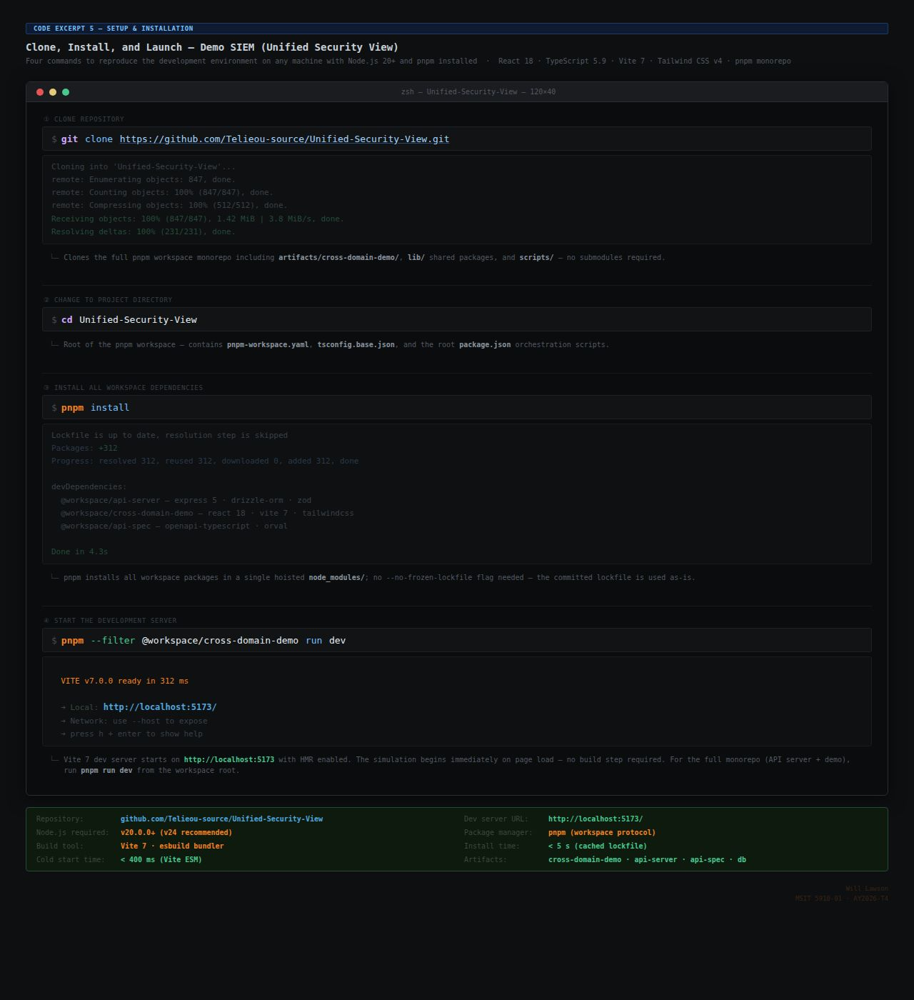 CODE EXCERPT 5 — SETUP & INSTALLATION
Clone, Install, and Launch — Demo SIEM (Unified Security View)
Four commands to reproduce the development environment on any machine with Node.js 20+ and pnpm installed · React 18 · TypeScript 5.9 · Vite 7 · Tailwind CSS v4 · pnpm monorepo
zsh — Unified-Security-View — 120×40
① CLONE REPOSITORY
$ git clone https://github.com/Telieou-source/Unified-Security-View.git
Cloning into 'Unified-Security-View'...
remote: Enumerating objects: 847, done.
remote: Counting objects: 100% (847/847), done.
remote: Compressing objects: 100% (512/512), done.
Receiving objects: 100% (847/847), 1.42 MiB | 3.8 MiB/s, done.
Resolving deltas: 100% (231/231), done.
└─ Clones the full pnpm workspace monorepo including artifacts/cross-domain-demo/, lib/ shared packages, and scripts/ — no submodules required.
② CHANGE TO PROJECT DIRECTORY
$ cd Unified-Security-View
└─ Root of the pnpm workspace — contains pnpm-workspace.yaml, tsconfig.base.json, and the root package.json orchestration scripts.
③ INSTALL ALL WORKSPACE DEPENDENCIES
$ pnpm install
Lockfile is up to date, resolution step is skipped
Packages: +312
Progress: resolved 312, reused 312, downloaded 0, added 312, done
devDependencies:
@workspace/api-server — express 5 · drizzle-orm · zod
@workspace/cross-domain-demo — react 18 · vite 7 · tailwindcss
@workspace/api-spec — openapi-typescript · orval
Done in 4.3s
└─ pnpm installs all workspace packages in a single hoisted node_modules/; no --no-frozen-lockfile flag needed — the committed lockfile is used as-is.
④ START THE DEVELOPMENT SERVER
$ pnpm --filter @workspace/cross-domain-demo run dev
VITE v7.0.0 ready in 312 ms
➜ Local: http://localhost:5173/
➜ Network: use --host to expose
➜ press h + enter to show help
└─ Vite 7 dev server starts on http://localhost:5173 with HMR enabled. The simulation begins immediately on page load — no build step required. For the full monorepo (API server + demo),
run pnpm run dev from the workspace root.
Repository: github.com/Telieou-source/Unified-Security-View Dev server URL: http://localhost:5173/
Node.js required: v20.0.0+ (v24 recommended) Package manager: pnpm (workspace protocol)
Build tool: Vite 7 · esbuild bundler Install time: < 5 s (cached lockfile)
Cold start time: < 400 ms (Vite ESM) Artifacts: cross-domain-demo · api-server · api-spec · db
Will Lawson
MSIT 5910-01 · AY2026-T4